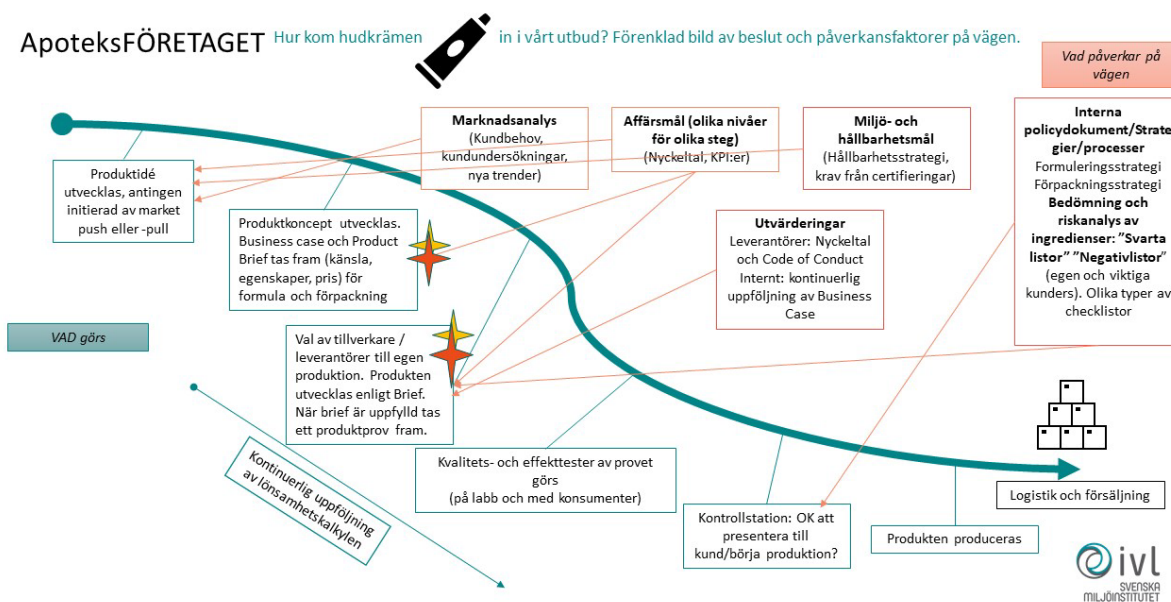 ApoteksFÖRETAGET
Hur kom hudkrämen in i vårt utbud? Förenklad bild av beslut och påverkansfaktorer på vägen.
Vad påverkar på
vägen
Marknadsanalys
(Kundbehov,
kundundersökningar,
nya trender)
Affärsmål (olika nivåer
för olika steg)
(Nyckeltal, KPI:er)
Miljö- och
hållbarhetsmål
(Hållbarhetsstrategi,
krav från certifieringar)
Interna
policydokument/Strate
gier/processer
Formuleringsstrategi
Förpackningsstrategi
Bedömning och
riskanalys av
ingredienser: ”Svarta
listor” ”Negativlistor”
(egen och viktiga
kunders). Olika typer av
checklistor
Produktidé
utvecklas, antingen
initierad av market
push eller -pull
Produktkoncept utvecklas.
Business case och Product
Brief tas fram (känsla,
egenskaper, pris) för
formula och förpackning
Utvärderingar
Leverantörer: Nyckeltal
och Code of Conduct
Internt: kontinuerlig
uppföljning av Business
Case
VAD görs
Val av tillverkare /
leverantörer till egen
produktion. Produkten
utvecklas enligt Brief.
När brief är uppfylld tas
ett produktprov fram.
Kontinuerlig uppföljning
av lönsamhetskalkylen
Kvalitets- och effekttester av provet
görs
(på labb och med konsumenter)
Kontrollstation: OK att
presentera till
kund/börja produktion?
Produkten produceras
Logistik och försäljning
ivl
SVENSKA
MILJÖINSTITUTET